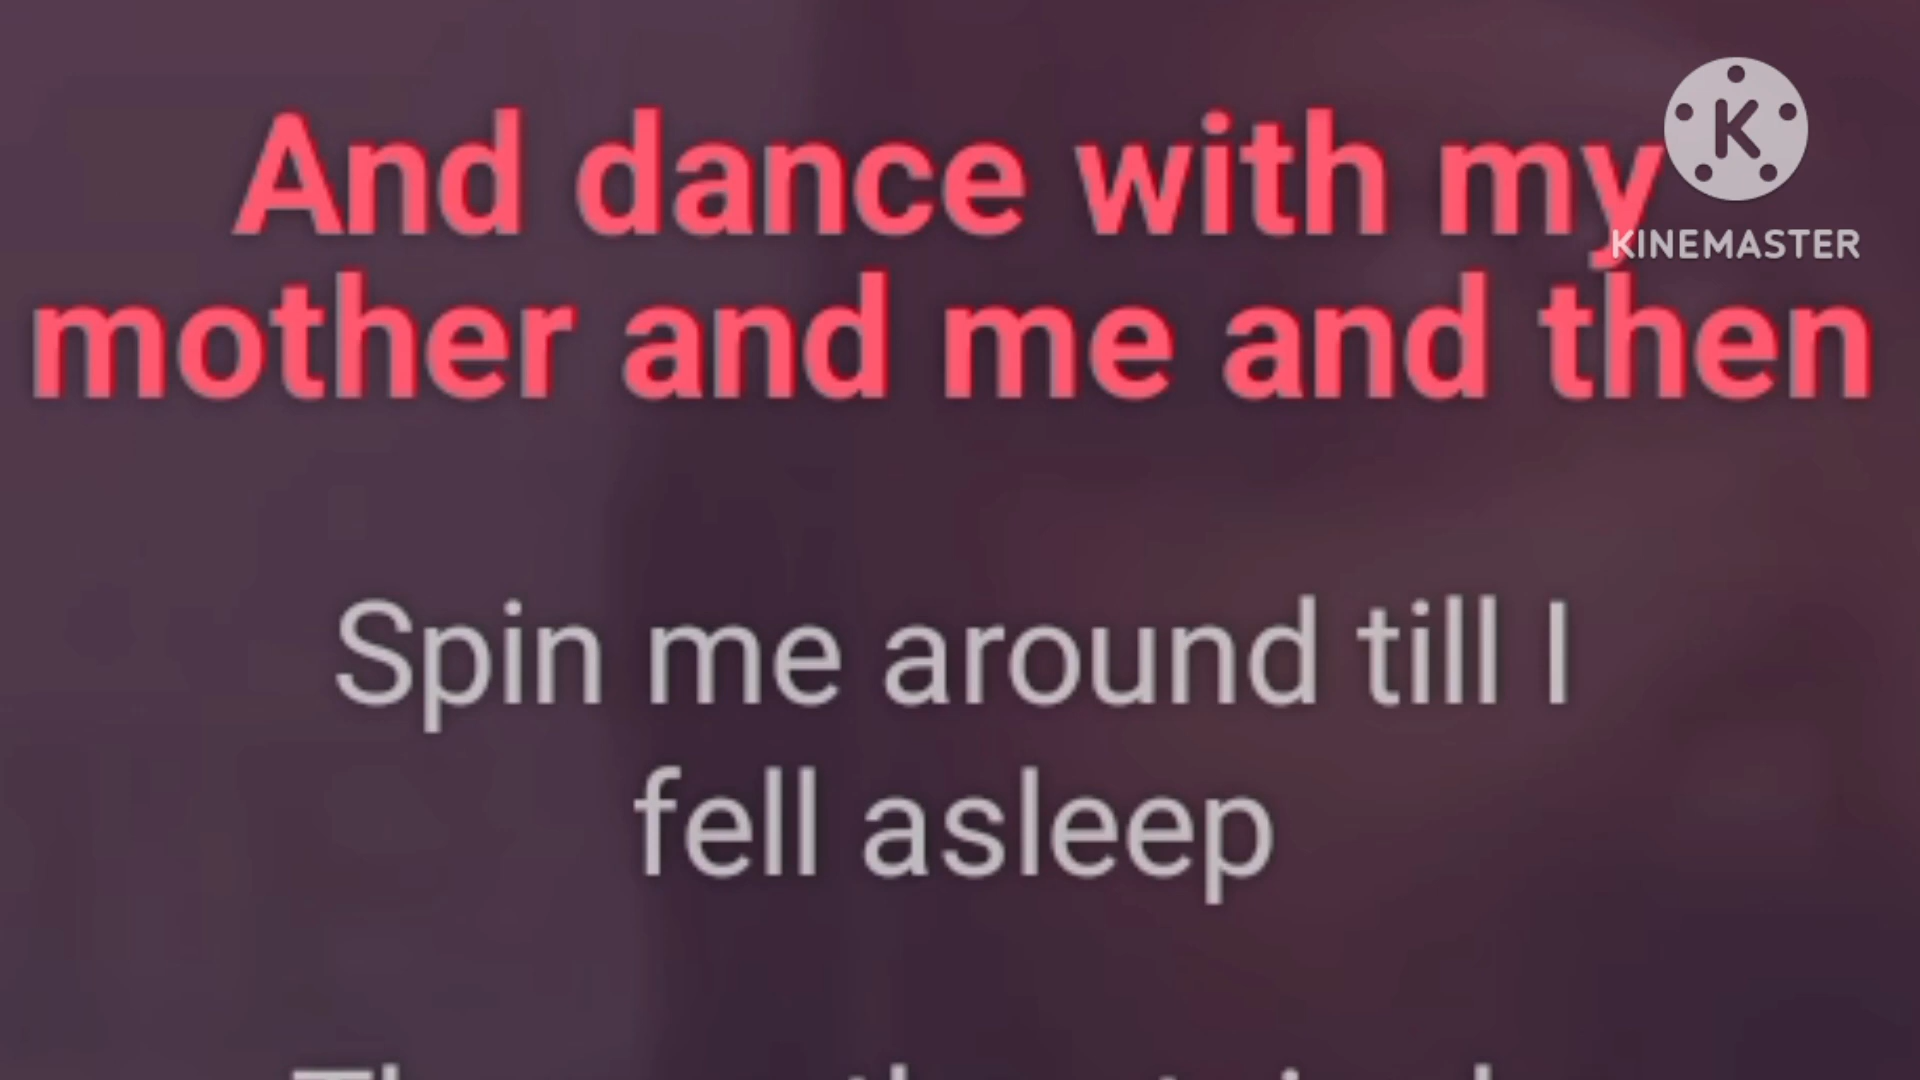 And dance with my
K
KINEMASTER
mother and me and then
Spin me around till I
fell asleep